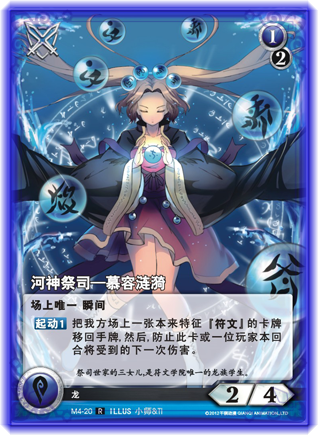 1
2
河神祭司—慕容涟漪
场上唯一 瞬间
起动1 把我方场上一张本来特征『符文』的卡牌
移回手牌,然后,防止此卡或一位玩家本回
合将受到的下一次伤害。
祭司世家的三女儿,是符文学院唯一的龙族学生。
龙
2 / 4
M4-20 R ILLUS 小师&Ti